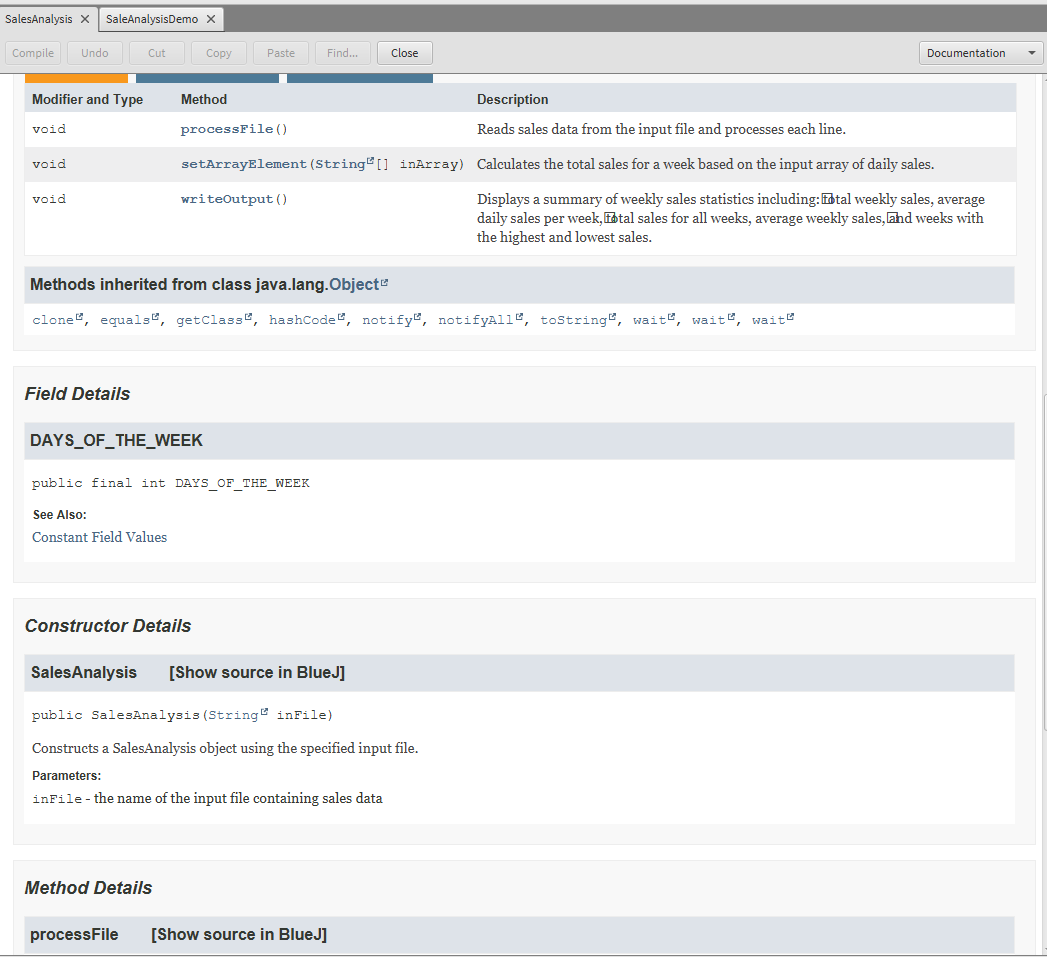 SalesAnalysis
SaleAnalysisDemo
Compile Undo Cut Copy Paste Find... Close Documentation
Modifier and Type Method Description
void processFile() Reads sales data from the input file and processes each line.
void setArrayElement(String[] inArray) Calculates the total sales for a week based on the input array of daily sales.
void writeOutput() Displays a summary of weekly sales statistics including: total weekly sales, average
daily sales per week, total sales for all weeks, average weekly sales, and weeks with
the highest and lowest sales.
Methods inherited from class java.lang.Object
clone, equals, getClass, hashCode, notify, notifyAll, toString, wait, wait, wait
Field Details
DAYS_OF_THE_WEEK
public final int DAYS_OF_THE_WEEK
See Also:
Constant Field Values
Constructor Details
SalesAnalysis [Show source in BlueJ]
public SalesAnalysis(String inFile)
Constructs a SalesAnalysis object using the specified input file.
Parameters:
inFile - the name of the input file containing sales data
Method Details
processFile [Show source in BlueJ]